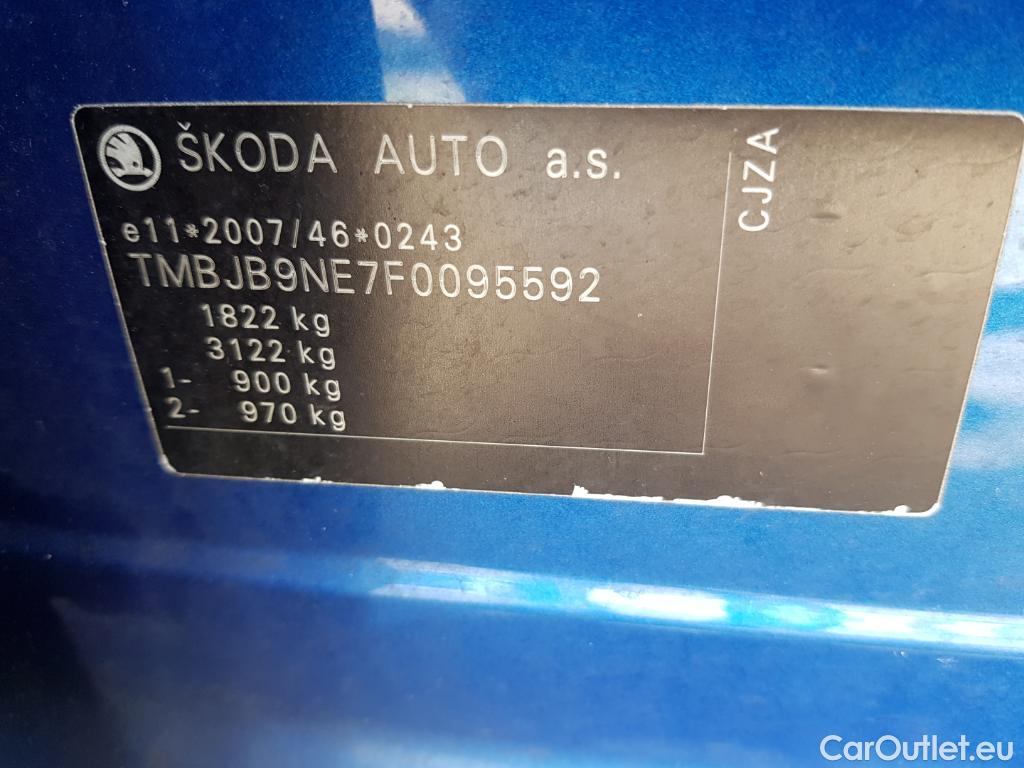 ŠKODA AUTO a.s.
e11*2007/46*0243
TMBJB9NE7F0095592
1822 kg
3122 kg
1- 900 kg
2- 970 kg
CJZA
CarOutlet.eu